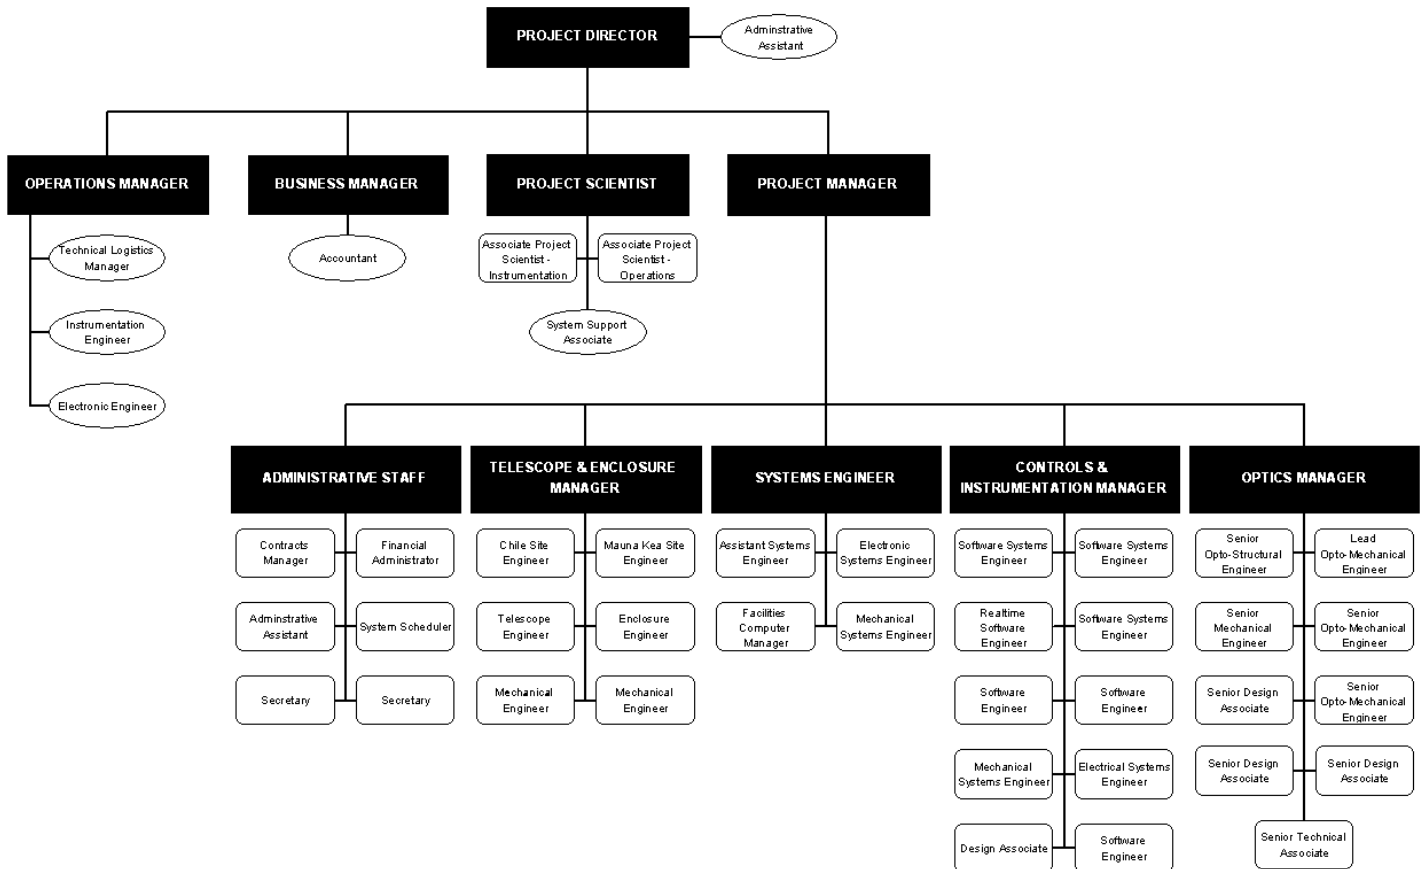 PROJECT DIRECTOR
Adminstrative
Assistant
OPERATIONS MANAGER
BUSINESS MANAGER
PROJECT SCIENTIST
PROJECT MANAGER
Technical Logistics
Manager
Instrumentation
Engineer
Electronic Engineer
Accountant
Associate Project
Scientist -
Instrumentation
Associate Project
Scientist -
Operations
System Support
Associate
ADMINISTRATIVE STAFF
TELESCOPE & ENCLOSURE
MANAGER
SYSTEMS ENGINEER
CONTROLS &
INSTRUMENTATION MANAGER
OPTICS MANAGER
Contracts
Manager
Financial
Administrator
Adminstrative
Assistant
System Scheduler
Secretary
Secretary
Chile Site
Engineer
Mauna Kea Site
Engineer
Telescope
Engineer
Enclosure
Engineer
Mechanical
Engineer
Mechanical
Engineer
Assistant Systems
Engineer
Electronic
Systems Engineer
Facilities
Computer
Manager
Mechanical
Systems Engineer
Software Systems
Engineer
Software Systems
Engineer
Realtime
Software
Engineer
Software Systems
Engineer
Software
Engineer
Software
Engineer
Mechanical
Systems Engineer
Electrical Systems
Engineer
Design Associate
Software
Engineer
Senior
Opto-Structural
Engineer
Lead
Opto-Mechanical
Engineer
Senior
Mechanical
Engineer
Senior
Opto-Mechanical
Engineer
Senior Design
Associate
Senior
Opto-Mechanical
Engineer
Senior Design
Associate
Senior Design
Associate
Senior Technical
Associate